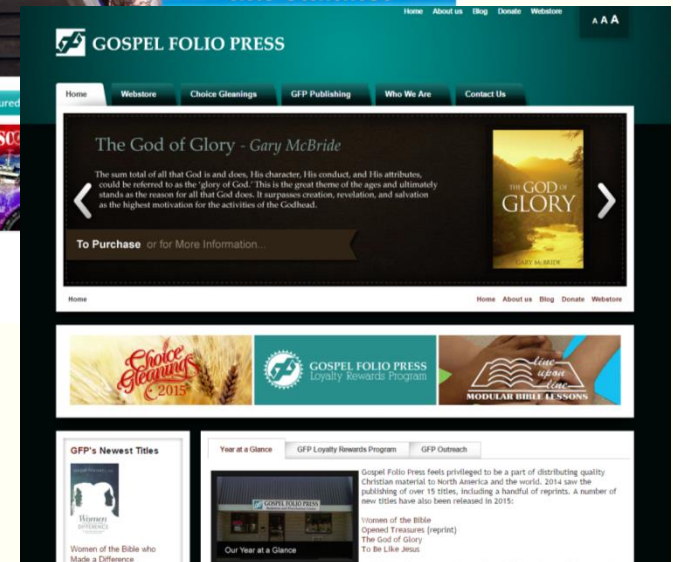 Home About us Blog Donate Webstore
A A A
GOSPEL FOLIO PRESS
Home Webstore Choice Gleanings GFP Publishing Who We Are Contact Us
The God of Glory - Gary McBride
The sum total of all that God is and does, His character, His conduct, and His attributes,
could be referred to as the 'glory of God.' This is the great theme of the ages and ultimately
stands as the reason for all that God does. It surpasses creation, revelation, and salvation
as the highest motivation for the activities of the Godhead.
THE GOD OF
GLORY
GARY McBRIDE
To Purchase or for More Information...
Home
Home About us Blog Donate Webstore
Choice
Gleanings
2015
GOSPEL FOLIO PRESS
Loyalty Rewards Program
line
upon
line
MODULAR BIBLE LESSONS
GFP's Newest Titles
Women
DIFFERENCE
Women of the Bible who
Made a Difference
Year at a Glance GFP Loyalty Rewards Program GFP Outreach
GOSPEL FOLIO PRESS
Our Year at a Glance
Gospel Folio Press feels privileged to be a part of distributing quality
Christian material to North America and the world. 2014 saw the
publishing of over 15 titles, including a handful of reprints. A number of
new titles have also been released in 2015:
Women of the Bible
Opened Treasures (reprint)
The God of Glory
To Be Like Jesus